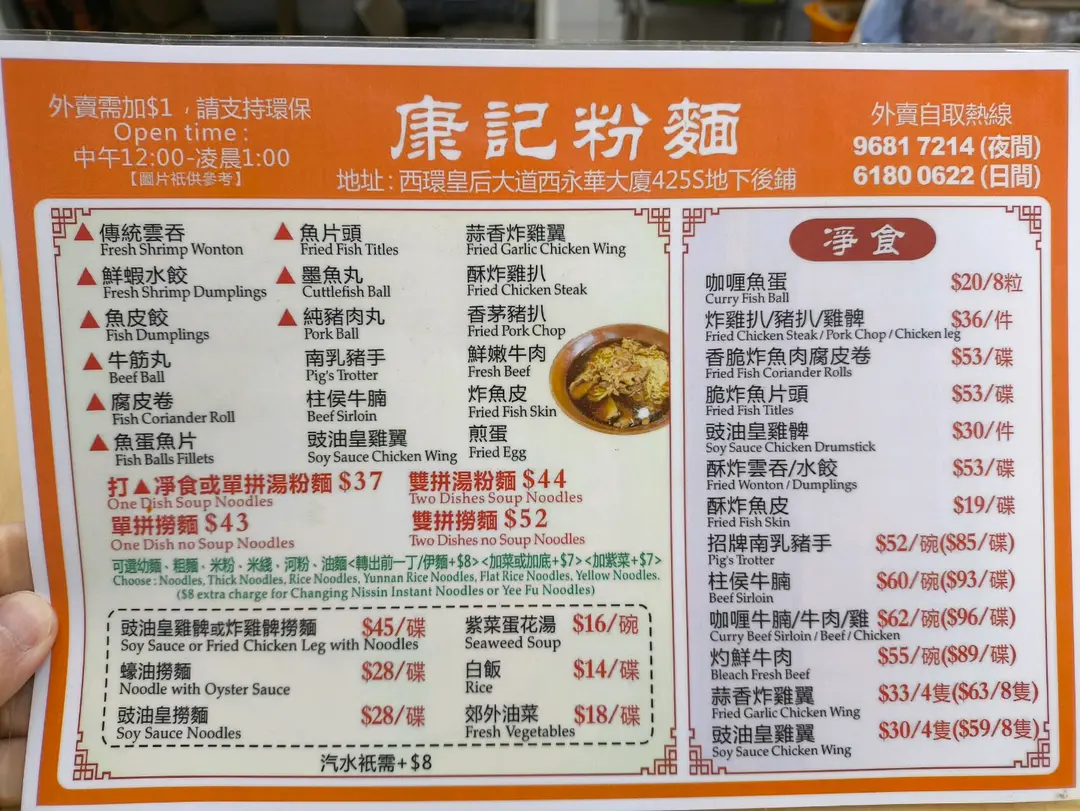 外賣需加$1，請支持環保
Open time :
中午12:00-凌晨1:00
【圖片祇供參考】
康記粉麵
地址 : 西環皇后大道西永華大廈425S地下後鋪
外賣自取熱線
9681 7214 (夜間)
6180 0622 (日間)
▲ 傳統雲吞
Fresh Shrimp Wonton
▲ 鮮蝦水餃
Fresh Shrimp Dumplings
▲ 魚皮餃
Fish Dumplings
▲ 牛筋丸
Beef Ball
▲ 腐皮卷
Fish Coriander Roll
▲ 魚蛋魚片
Fish Balls Fillets
▲ 魚片頭
Fried Fish Titles
▲ 墨魚丸
Cuttlefish Ball
▲ 純豬肉丸
Pork Ball
南乳豬手
Pig's Trotter
柱侯牛腩
Beef Sirloin
豉油皇雞翼
Soy Sauce Chicken Wing
蒜香炸雞翼
Fried Garlic Chicken Wing
酥炸雞扒
Fried Chicken Steak
香茅豬扒
Fried Pork Chop
鮮嫩牛肉
Fresh Beef
炸魚皮
Fried Fish Skin
煎蛋
Fried Egg
打▲淨食或單拼湯粉麵 $37
One Dish Soup Noodles
雙拼湯粉麵 $44
Two Dishes Soup Noodles
單拼撈麵 $43
One Dish no Soup Noodles
雙拼撈麵 $52
Two Dishes no Soup Noodles
可選幼麵、粗麵、米粉、米綫、河粉、油麵<轉出前一丁/伊麵+$8><加菜或加底+$7><加紫菜+$7>
Choose : Noodles, Thick Noodles, Rice Noodles, Yunnan Rice Noodles, Flat Rice Noodles, Yellow Noodles.
($8 extra charge for Changing Nissin Instant Noodles or Yee Fu Noodles)
豉油皇雞髀或炸雞髀撈麵 $45/碟
Soy Sauce or Fried Chicken Leg with Noodles
蠔油撈麵 $28/碟
Noodle with Oyster Sauce
豉油皇撈麵 $28/碟
Soy Sauce Noodles
紫菜蛋花湯 $16/碗
Seaweed Soup
白飯 $14/碟
Rice
郊外油菜 $18/碟
Fresh Vegetables
汽水祇需+$8
淨食
咖喱魚蛋 $20/8粒
Curry Fish Ball
炸雞扒/豬扒/雞髀 $36/件
Fried Chicken Steak / Pork Chop / Chicken leg
香脆炸魚肉腐皮卷 $53/碟
Fried Fish Coriander Rolls
脆炸魚片頭 $53/碟
Fried Fish Titles
豉油皇雞髀 $30/件
Soy Sauce Chicken Drumstick
酥炸雲吞/水餃 $53/碟
Fried Wonton / Dumplings
酥炸魚皮 $19/碟
Fried Fish Skin
招牌南乳豬手 $52/碗($85/碟)
Pig's Trotter
柱侯牛腩 $60/碗($93/碟)
Beef Sirloin
咖喱牛腩/牛肉/雞 $62/碗($96/碟)
Curry Beef Sirloin / Beef / Chicken
灼鮮牛肉 $55/碗($89/碟)
Bleach Fresh Beef
蒜香炸雞翼 $33/4隻($63/8隻)
Fried Garlic Chicken Wing
豉油皇雞翼 $30/4隻($59/8隻)
Soy Sauce Chicken Wing